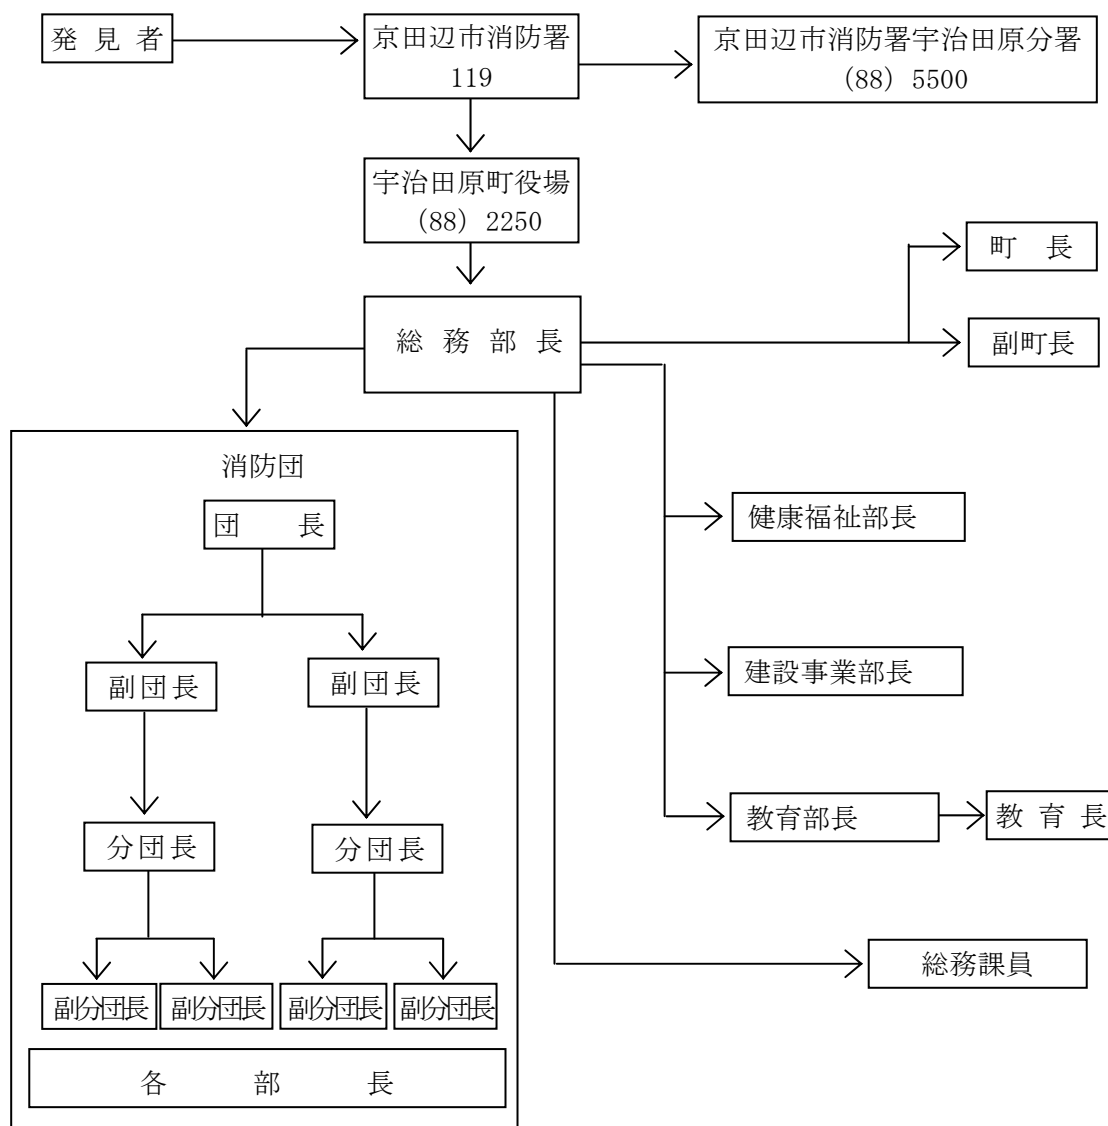 発見者
京田辺市消防署
119
京田辺市消防署宇治田原分署
(88) 5500
宇治田原町役場
(88) 2250
町　長
総務部長
副町長
消防団
団　長
健康福祉部長
副団長
副団長
建設事業部長
分団長
分団長
教育部長
教育長
総務課員
副分団長
副分団長
副分団長
副分団長
各　部　長